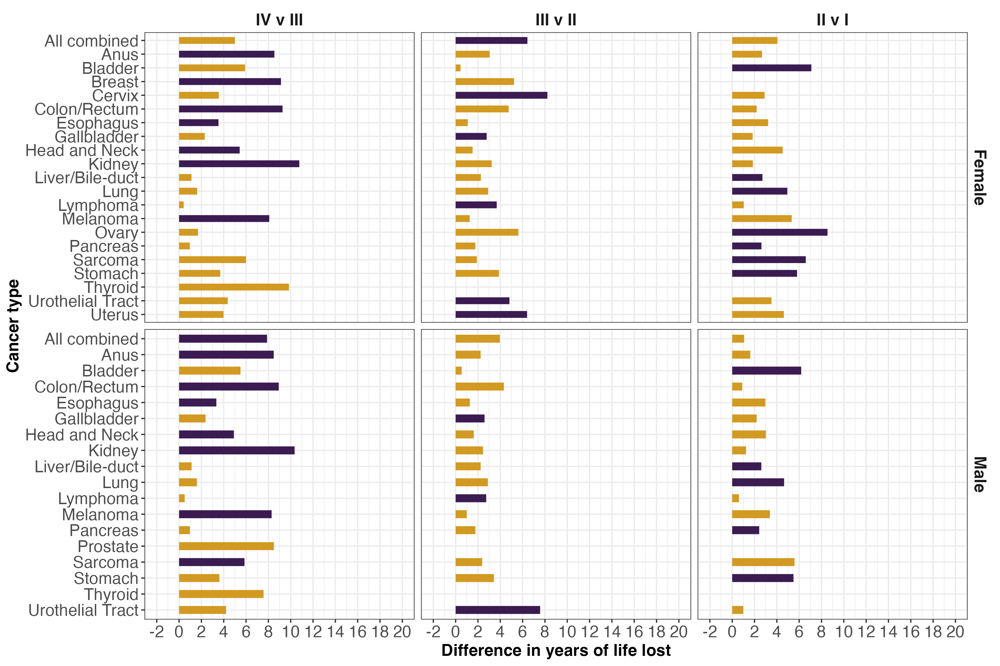 IV v III
III v II
II v I
All combined
Anus
Bladder
Breast
Cervix
Colon/Rectum
Esophagus
Gallbladder
Head and Neck
Kidney
Liver/Bile-duct
Lung
Lymphoma
Melanoma
Ovary
Pancreas
Sarcoma
Stomach
Thyroid
Urothelial Tract
Uterus
Female
Cancer type
All combined
Anus
Bladder
Colon/Rectum
Esophagus
Gallbladder
Head and Neck
Kidney
Liver/Bile-duct
Lung
Lymphoma
Melanoma
Pancreas
Prostate
Sarcoma
Stomach
Thyroid
Urothelial Tract
Male
-2 0 2 4 6 8 10 12 14 16 18 20
-2 0 2 4 6 8 10 12 14 16 18 20
-2 0 2 4 6 8 10 12 14 16 18 20
Difference in years of life lost